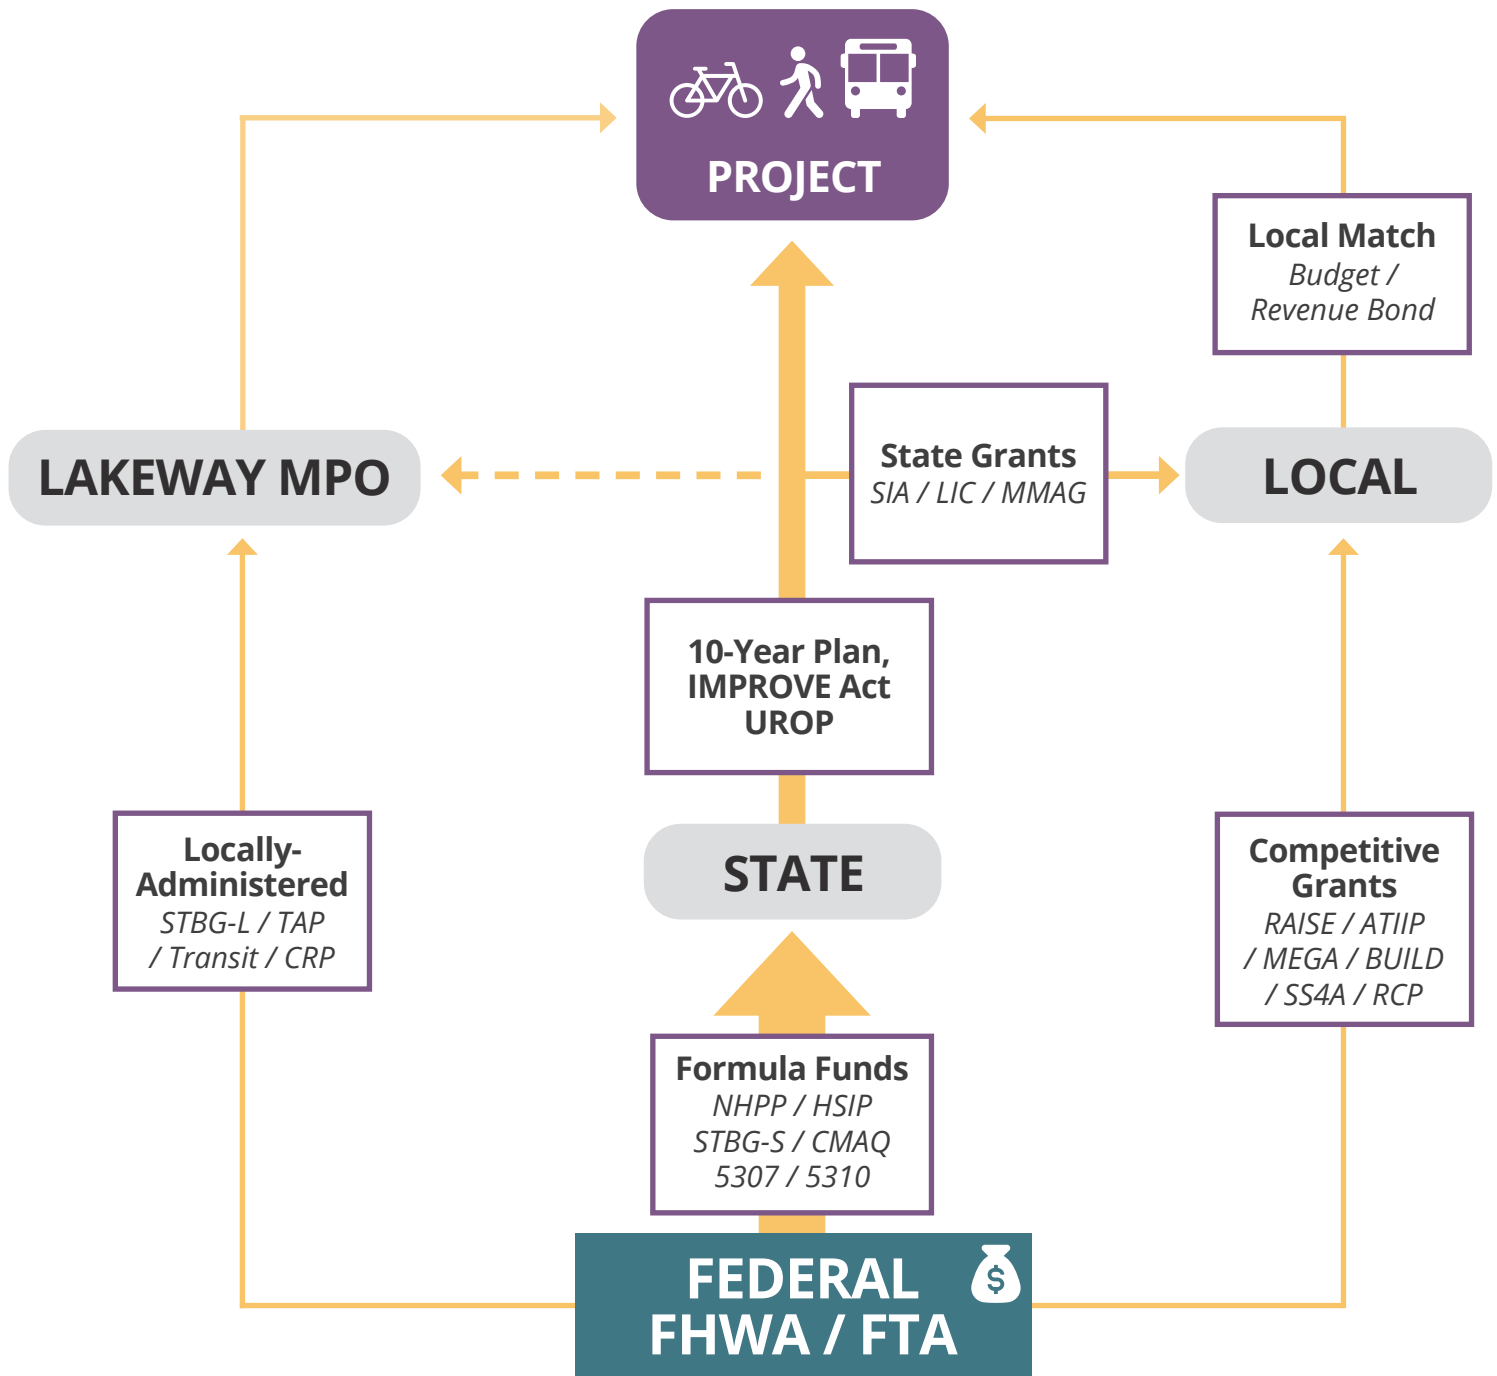 PROJECT
Local Match
Budget /
Revenue Bond
LAKEWAY MPO
State Grants
SIA / LIC / MMAG
LOCAL
10-Year Plan,
IMPROVE Act
UROP
Locally-
Administered
STBG-L / TAP
/ Transit / CRP
STATE
Competitive
Grants
RAISE / ATIIP
/ MEGA / BUILD
/ SS4A / RCP
Formula Funds
NHPP / HSIP
STBG-S / CMAQ
5307 / 5310
FEDERAL
$
FHWA / FTA